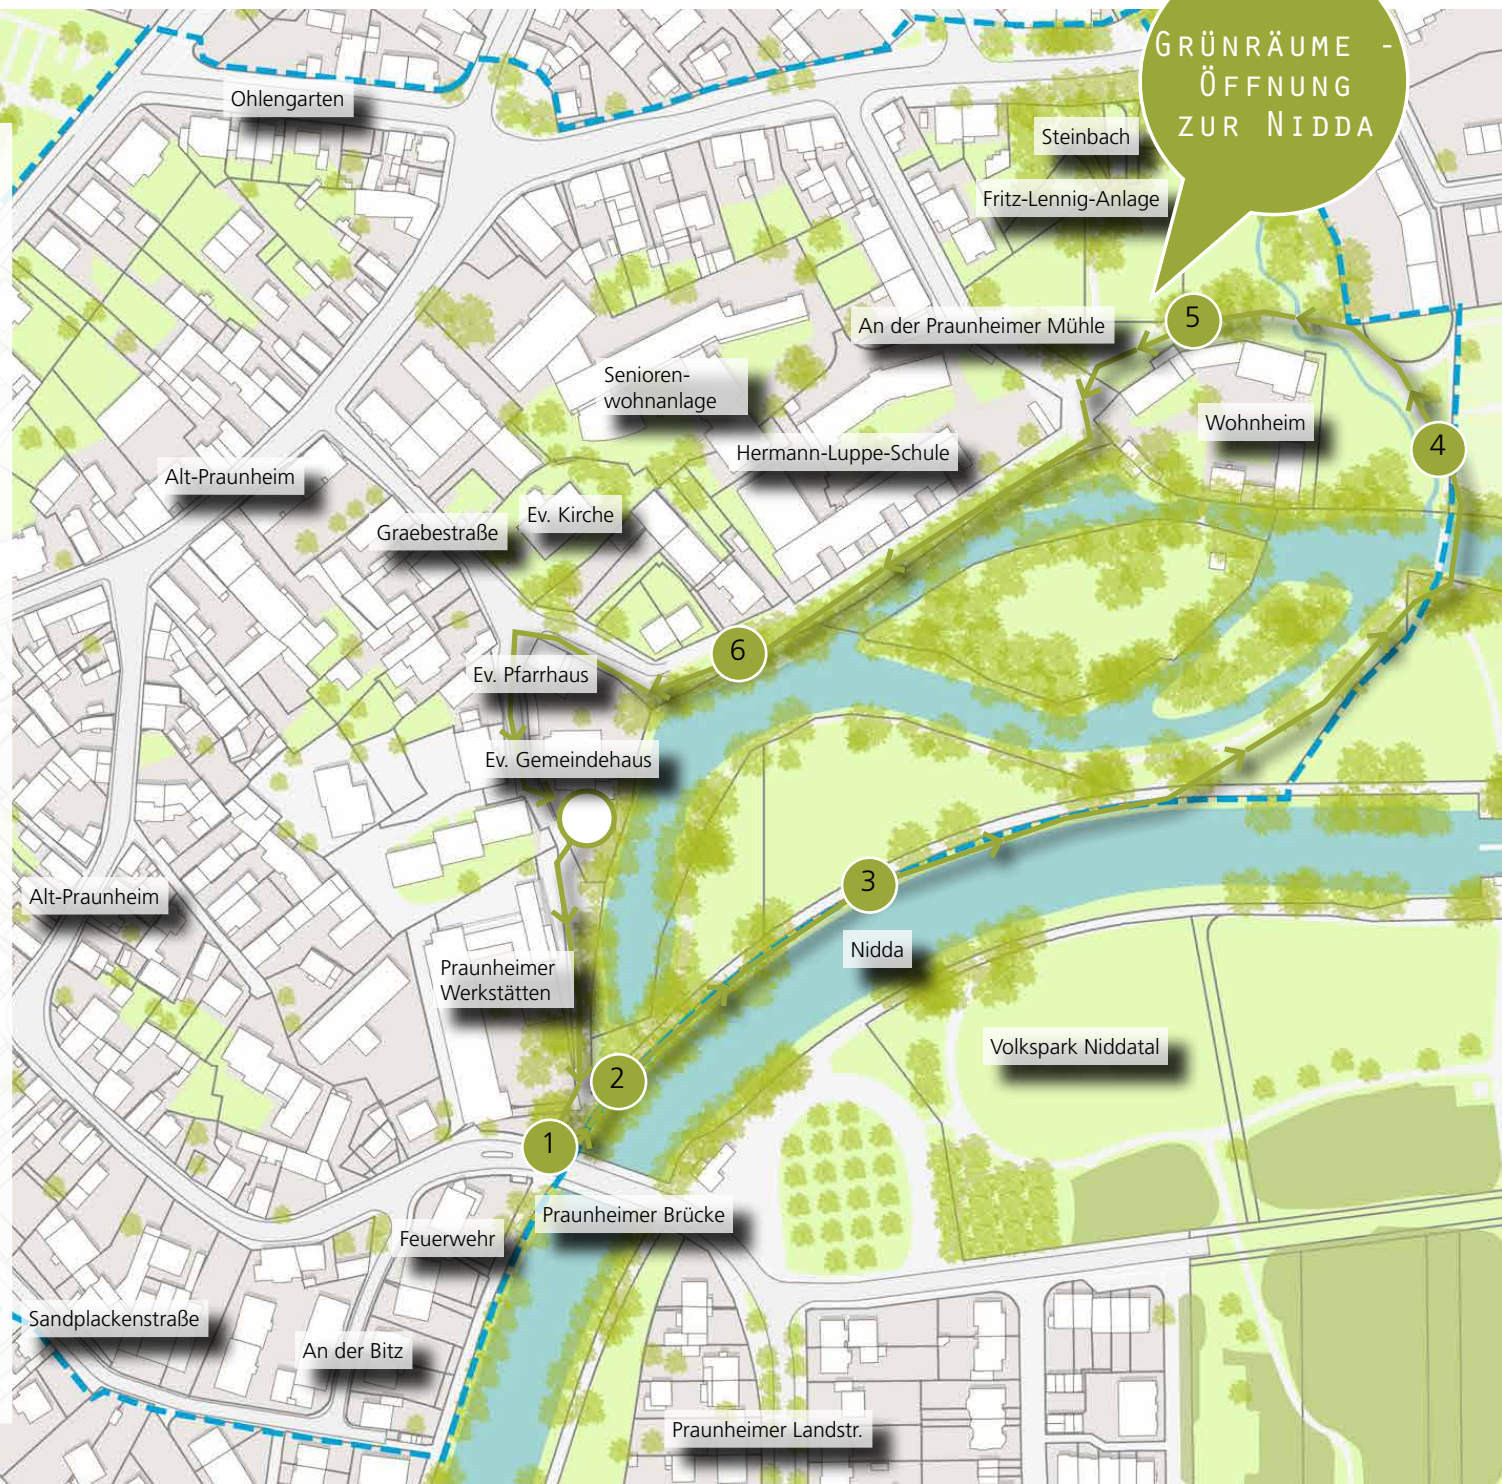 GRÜNRÄUME -
ÖFFNUNG
ZUR NIDDA
Ohlengarten
Steinbach
Fritz-Lennig-Anlage
An der Praunheimer Mühle
5
Senioren-
wohnanlage
Wohnheim
4
Hermann-Luppe-Schule
Alt-Praunheim
Ev. Kirche
Graebestraße
6
Ev. Pfarrhaus
Ev. Gemeindehaus
3
Alt-Praunheim
Nidda
Praunheimer
Werkstätten
Volkspark Niddatal
2
1
Praunheimer Brücke
Feuerwehr
Sandplackenstraße
An der Bitz
Praunheimer Landstr.